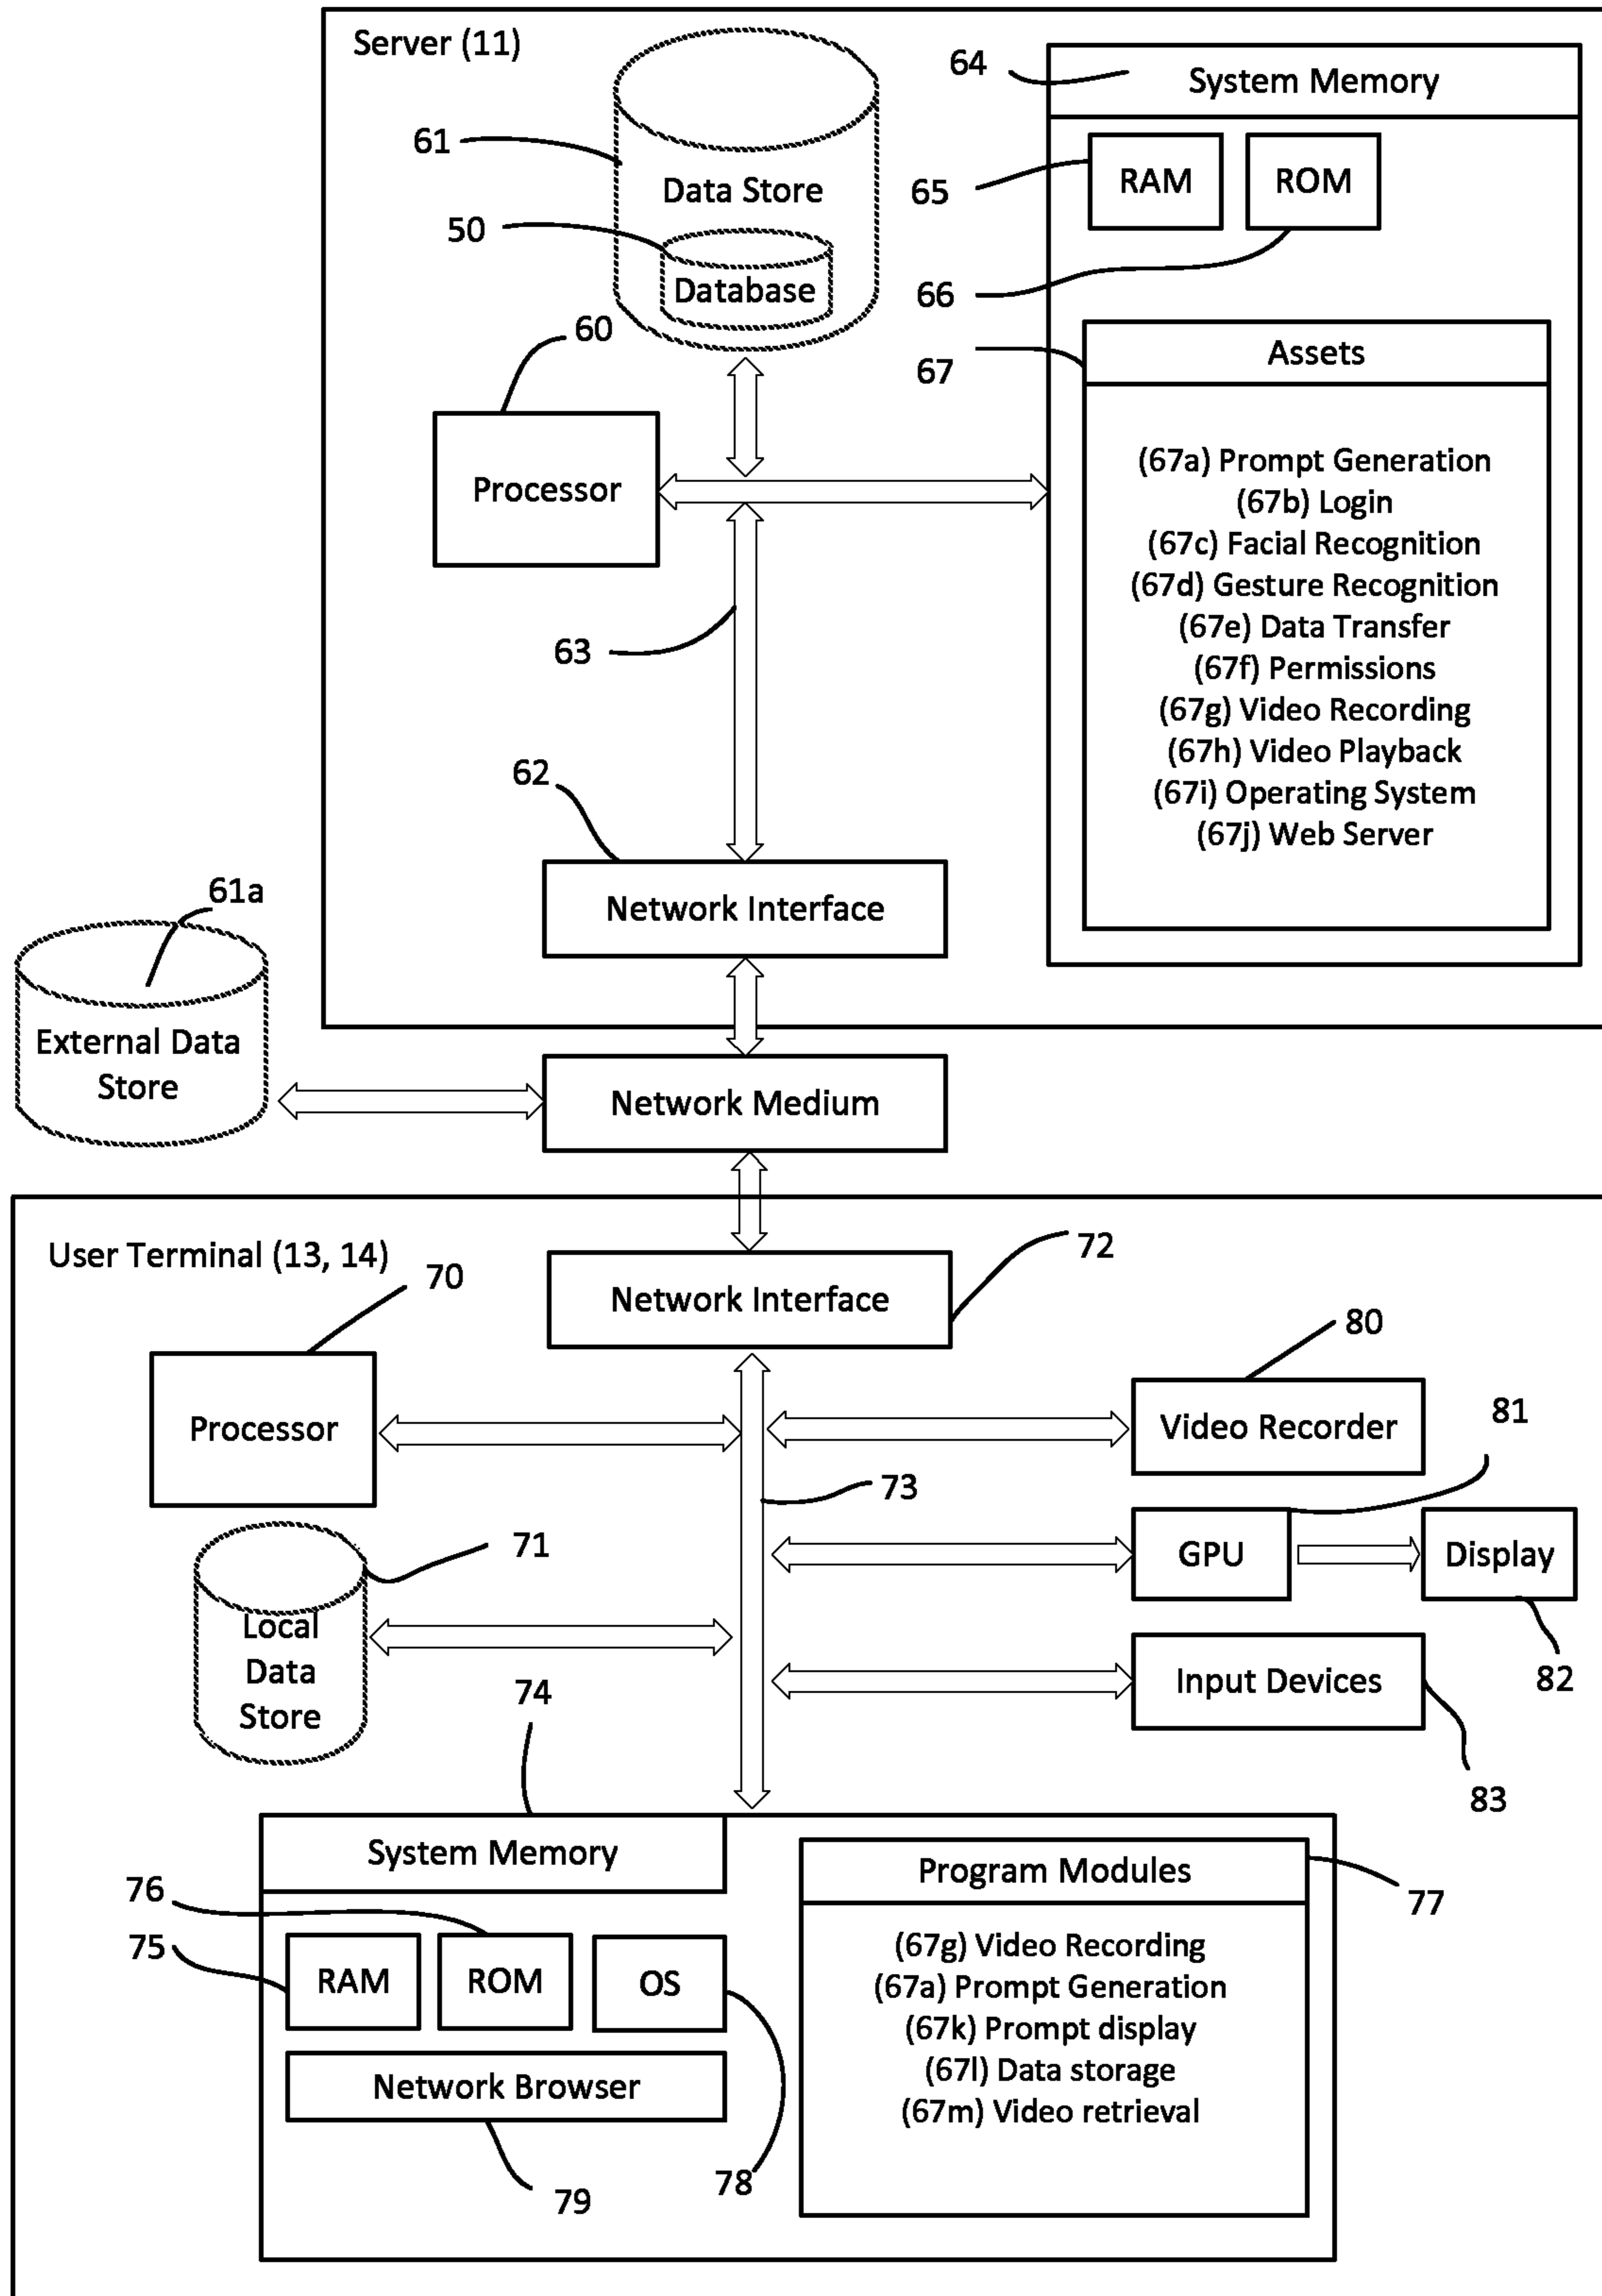 Server (11)
64
System Memory
61
Data Store
65
RAM
ROM
50
Database
66
60
67
Assets
Processor
(67a) Prompt Generation
(67b) Login
(67c) Facial Recognition
(67d) Gesture Recognition
(67e) Data Transfer
(67f) Permissions
(67g) Video Recording
(67h) Video Playback
(67i) Operating System
(67j) Web Server
63
62
Network Interface
61a
External Data
Store
Network Medium
User Terminal (13, 14)
72
70
Network Interface
80
Processor
Video Recorder
81
73
71
GPU
Display
Local
Data
Store
Input Devices
82
74
83
System Memory
Program Modules
76
77
75
RAM
ROM
OS
(67g) Video Recording
(67a) Prompt Generation
(67k) Prompt display
(67l) Data storage
(67m) Video retrieval
Network Browser
78
79